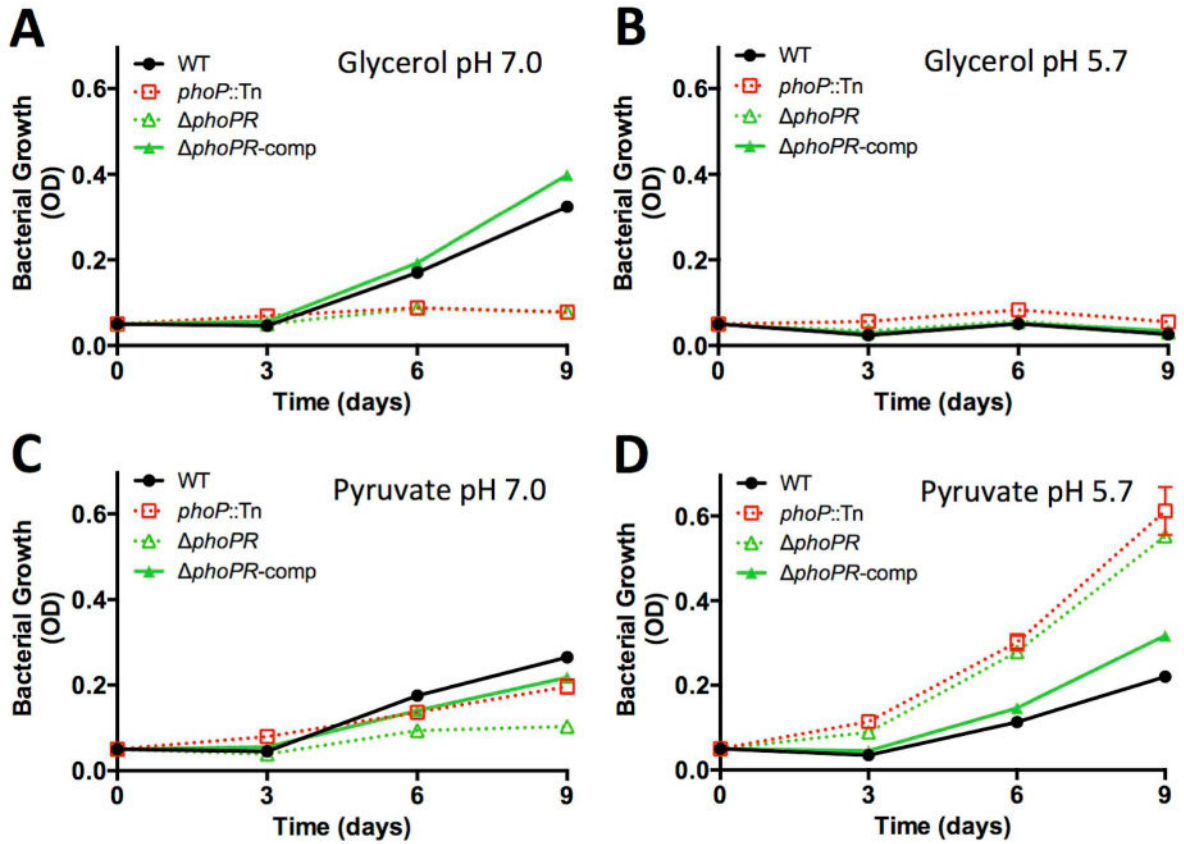 A
WT
phoP::Tn
ΔphoPR
ΔphoPR-comp
Glycerol pH 7.0
Bacterial Growth
(OD)
0.6
0.4
0.2
0.0
0 3 6 9
Time (days)
B
WT
phoP::Tn
ΔphoPR
ΔphoPR-comp
Glycerol pH 5.7
Bacterial Growth
(OD)
0.6
0.4
0.2
0.0
0 3 6 9
Time (days)
C
WT
phoP::Tn
ΔphoPR
ΔphoPR-comp
Pyruvate pH 7.0
Bacterial Growth
(OD)
0.6
0.4
0.2
0.0
0 3 6 9
Time (days)
D
WT
phoP::Tn
ΔphoPR
ΔphoPR-comp
Pyruvate pH 5.7
Bacterial Growth
(OD)
0.6
0.4
0.2
0.0
0 3 6 9
Time (days)